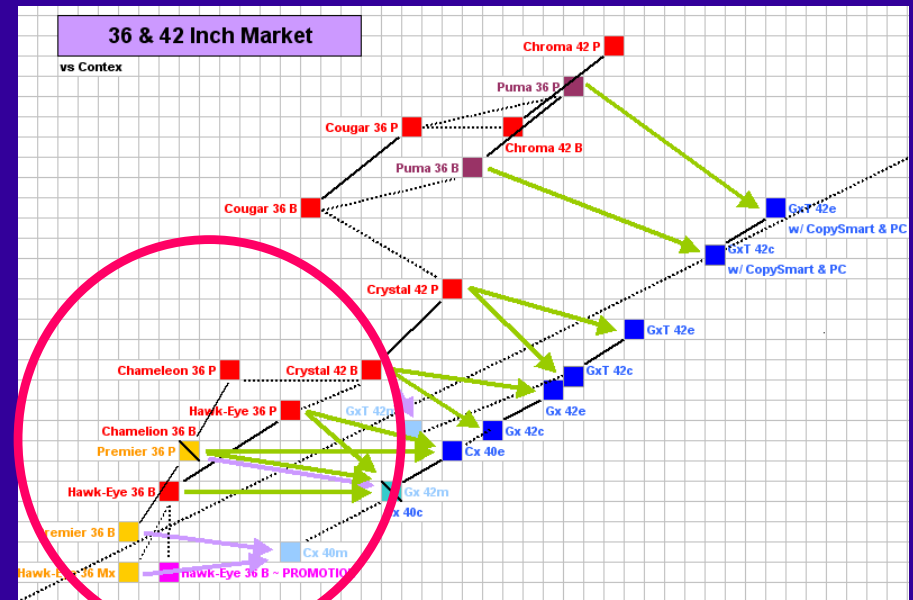 36 & 42 Inch Market
vs Contex
Chroma 42 P
Puma 36 P
Cougar 36 P
Chroma 42 B
Puma 36 B
Cougar 36 B
GxT 42e
w/ CopySmart & PC
GxT 42c
w/ CopySmart & PC
Crystal 42 P
GxT 42e
Chameleon 36 P
Crystal 42 B
GxT 42c
Gx 42e
Hawk-Eye 36 P
GxT 42m
Chamelion 36 B
Gx 42c
Premier 36 P
Cx 40e
Hawk-Eye 36 B
Gx 42m
Cx 40c
Premier 36 B
Cx 40m
Hawk-Eye 36 Mx
Hawk-Eye 36 B ~ PROMOTIO